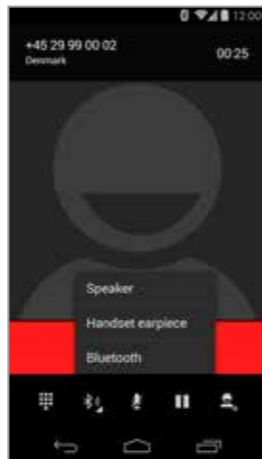 12:00
+45 29 99 00 02
00:25
Denmark
Speaker
Handset earpiece
Bluetooth